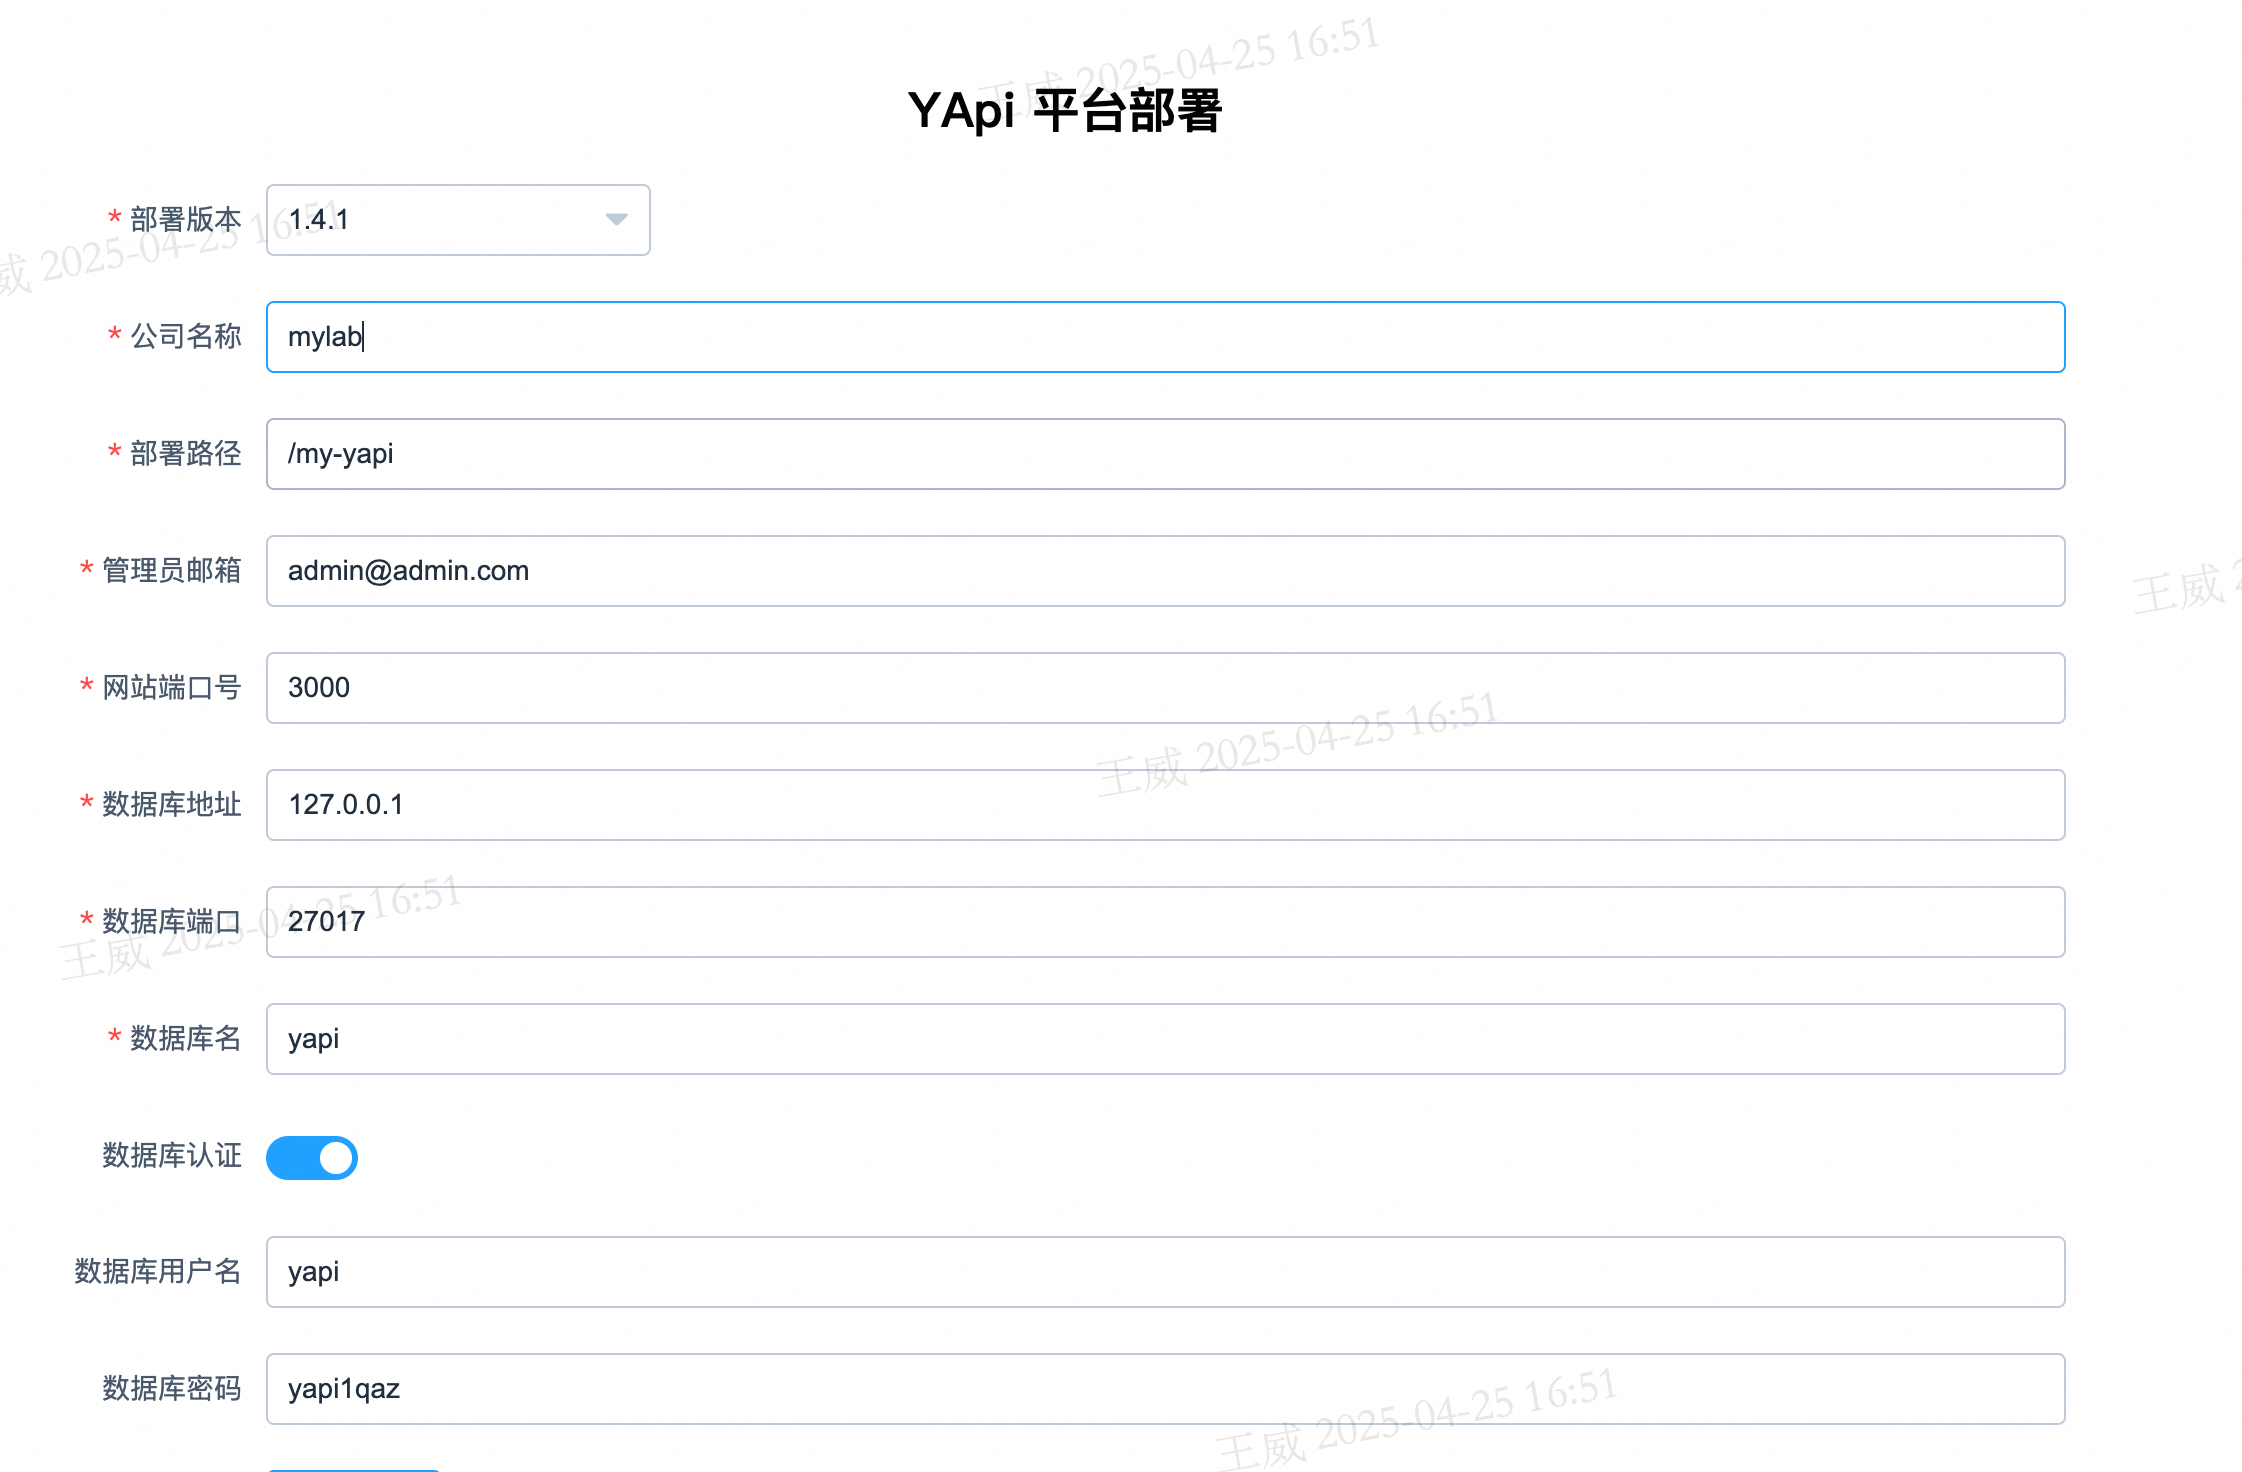 王威 2025-04-25 16:51
YApi 平台部署
* 部署版本 1.4.1
威 2025-04-25 16:51
* 公司名称 mylab
* 部署路径 /my-yapi
* 管理员邮箱 admin@admin.com
王威 2
* 网站端口号 3000
王威 2025-04-25 16:51
* 数据库地址 127.0.0.1
* 数据库端口 27017
王威 2025-04-25 16:51
* 数据库名 yapi
数据库认证
数据库用户名 yapi
数据库密码 yapi1qaz
王威 2025-04-25 16:51